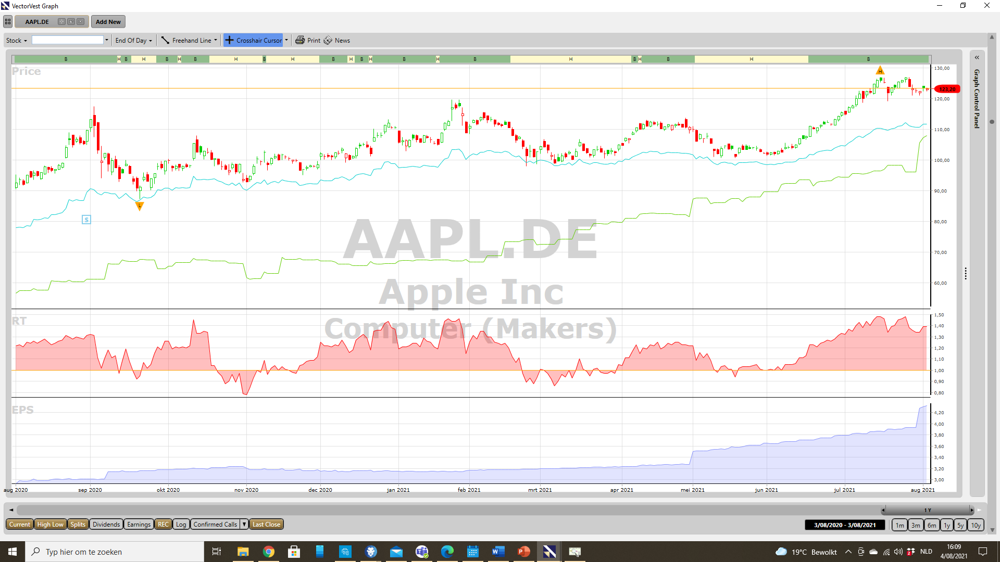 VectorVest Graph
AAPL.DE Add New
Stock End Of Day Freehand Line Crosshair Cursor Print News
B H B H B H B H B H B H B H B H B H B H B H B
Price
H
130,00
123,20
120,00
110,00
100,00
90,00
80,00
70,00
60,00
L
S
AAPL.DE
Apple Inc
Computer (Makers)
RT
1,50
1,40
1,30
1,20
1,10
1,00
0,90
0,80
EPS
4,20
4,00
3,80
3,60
3,40
3,20
3,00
aug 2020 sep 2020 okt 2020 nov 2020 dec 2020 jan 2021 feb 2021 mrt 2021 apr 2021 mei 2021 jun 2021 jul 2021 aug 2021
Graph Control Panel
1 Y
Current High Low Splits Dividends Earnings REC Log Confirmed Calls Last Close 3/08/2020 - 3/08/2021 1m 3m 6m 1y 5y 10y
Typ hier om te zoeken 19°C Bewolkt NLD 16:09
4/08/2021